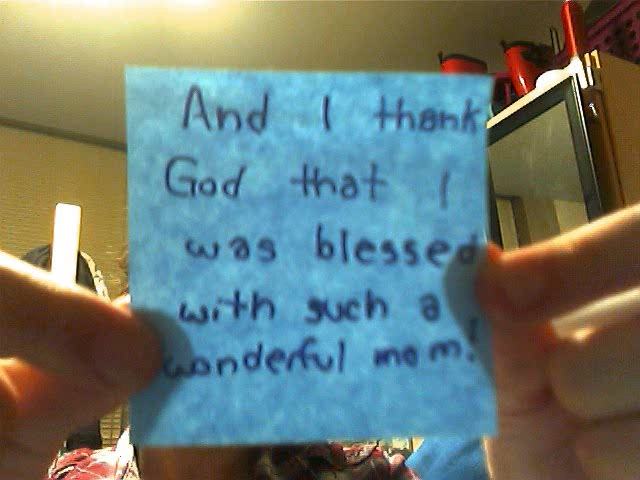 And I thank
God that I
was blessed
with such a
wonderful mom!